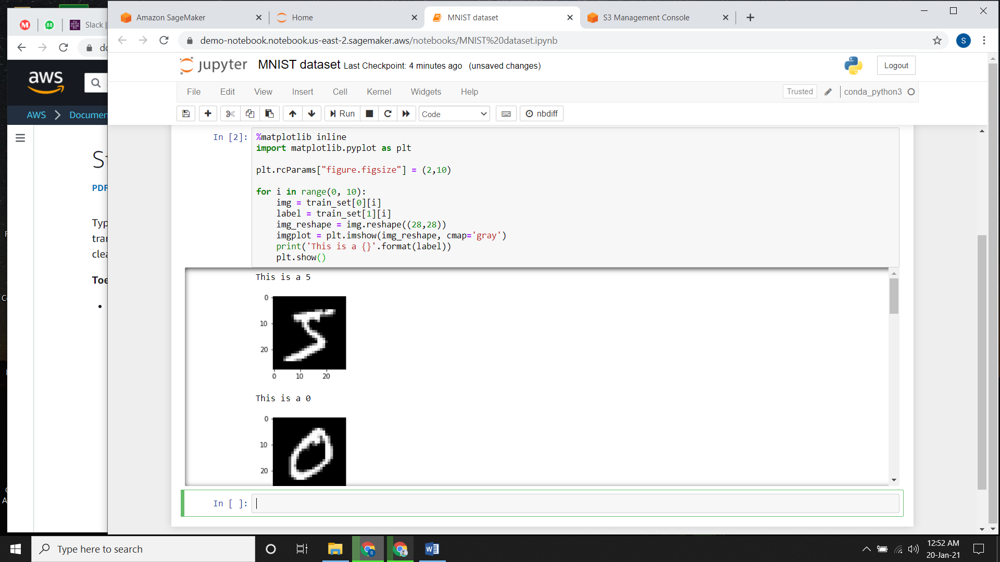 Amazon SageMaker
Home
MNIST dataset
S3 Management Console
88
Slack |
demo-notebook.notebook.us-east-2.sagemaker.aws/notebooks/MNIST%20dataset.ipynb
S
jupyter MNIST dataset Last Checkpoint: 4 minutes ago (unsaved changes)
Logout
aws
File Edit View Insert Cell Kernel Widgets Help
Trusted
conda_python3
Run
Code
nbdiff
AWS
Documen
PDF
In [2]: %matplotlib inline
import matplotlib.pyplot as plt
plt.rcParams["figure.figsize"] = (2,10)
for i in range(0, 10):
    img = train_set[0][i]
    label = train_set[1][i]
    img_reshape = img.reshape((28,28))
    imgplot = plt.imshow(img_reshape, cmap='gray')
    print('This is a {}'.format(label))
    plt.show()
This is a 5
0
10
20
0 10 20
This is a 0
0
10
20
In [ ]:
Type here to search
12:52 AM
20-Jan-21